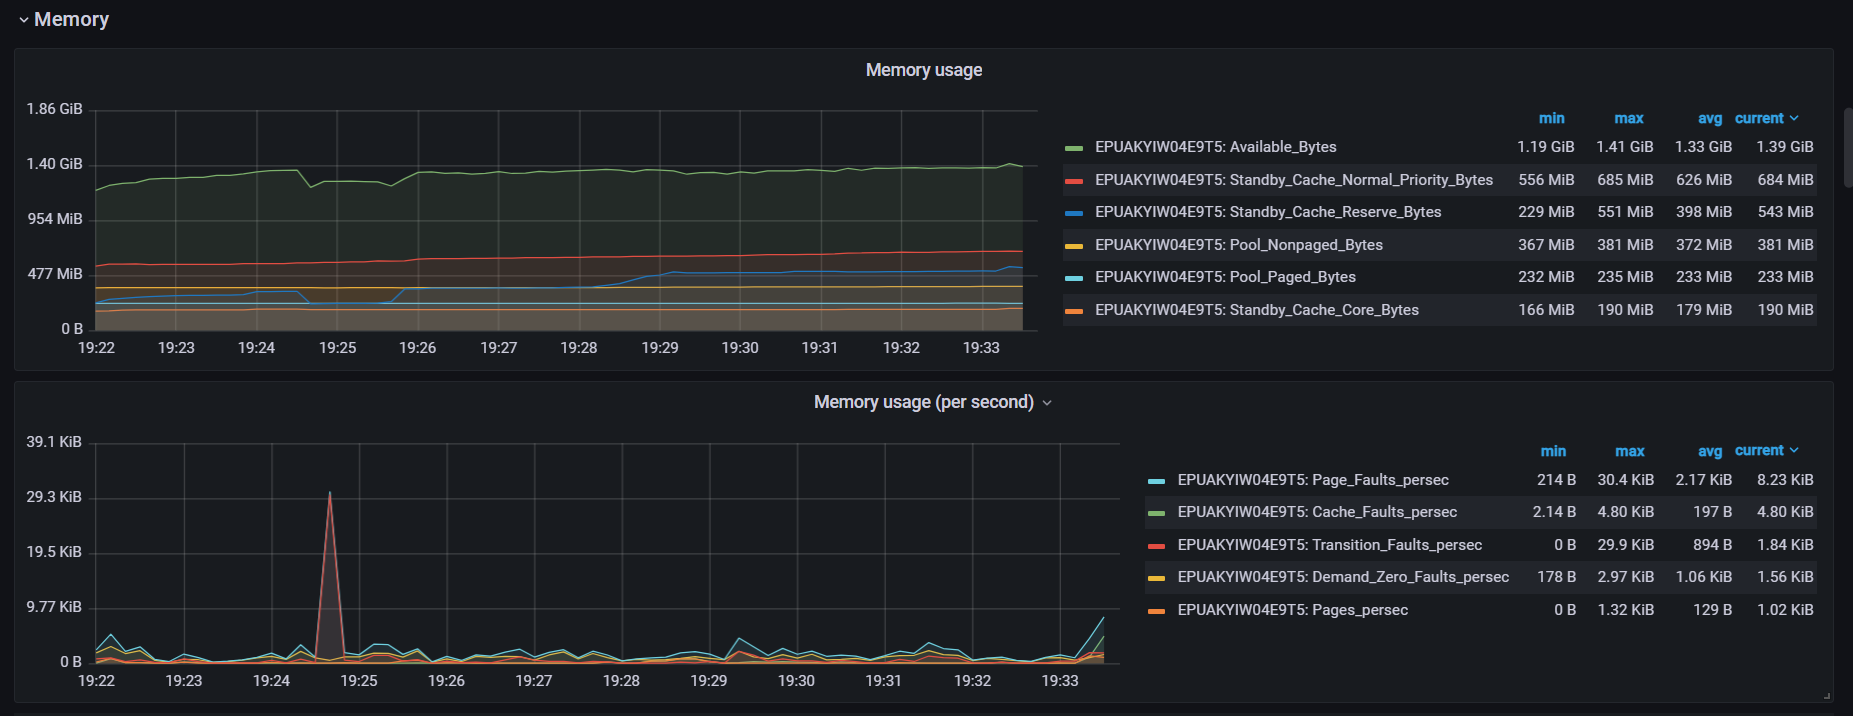 Memory
Memory usage
1.86 GiB
1.40 GiB
954 MiB
477 MiB
0 B
19:22 19:23 19:24 19:25 19:26 19:27 19:28 19:29 19:30 19:31 19:32 19:33
min max avg current
EPUAKYIW04E9T5: Available_Bytes 1.19 GiB 1.41 GiB 1.33 GiB 1.39 GiB
EPUAKYIW04E9T5: Standby_Cache_Normal_Priority_Bytes 556 MiB 685 MiB 626 MiB 684 MiB
EPUAKYIW04E9T5: Standby_Cache_Reserve_Bytes 229 MiB 551 MiB 398 MiB 543 MiB
EPUAKYIW04E9T5: Pool_Nonpaged_Bytes 367 MiB 381 MiB 372 MiB 381 MiB
EPUAKYIW04E9T5: Pool_Paged_Bytes 232 MiB 235 MiB 233 MiB 233 MiB
EPUAKYIW04E9T5: Standby_Cache_Core_Bytes 166 MiB 190 MiB 179 MiB 190 MiB
Memory usage (per second)
39.1 KiB
29.3 KiB
19.5 KiB
9.77 KiB
0 B
19:22 19:23 19:24 19:25 19:26 19:27 19:28 19:29 19:30 19:31 19:32 19:33
min max avg current
EPUAKYIW04E9T5: Page_Faults_persec 214 B 30.4 KiB 2.17 KiB 8.23 KiB
EPUAKYIW04E9T5: Cache_Faults_persec 2.14 B 4.80 KiB 197 B 4.80 KiB
EPUAKYIW04E9T5: Transition_Faults_persec 0 B 29.9 KiB 894 B 1.84 KiB
EPUAKYIW04E9T5: Demand_Zero_Faults_persec 178 B 2.97 KiB 1.06 KiB 1.56 KiB
EPUAKYIW04E9T5: Pages_persec 0 B 1.32 KiB 129 B 1.02 KiB